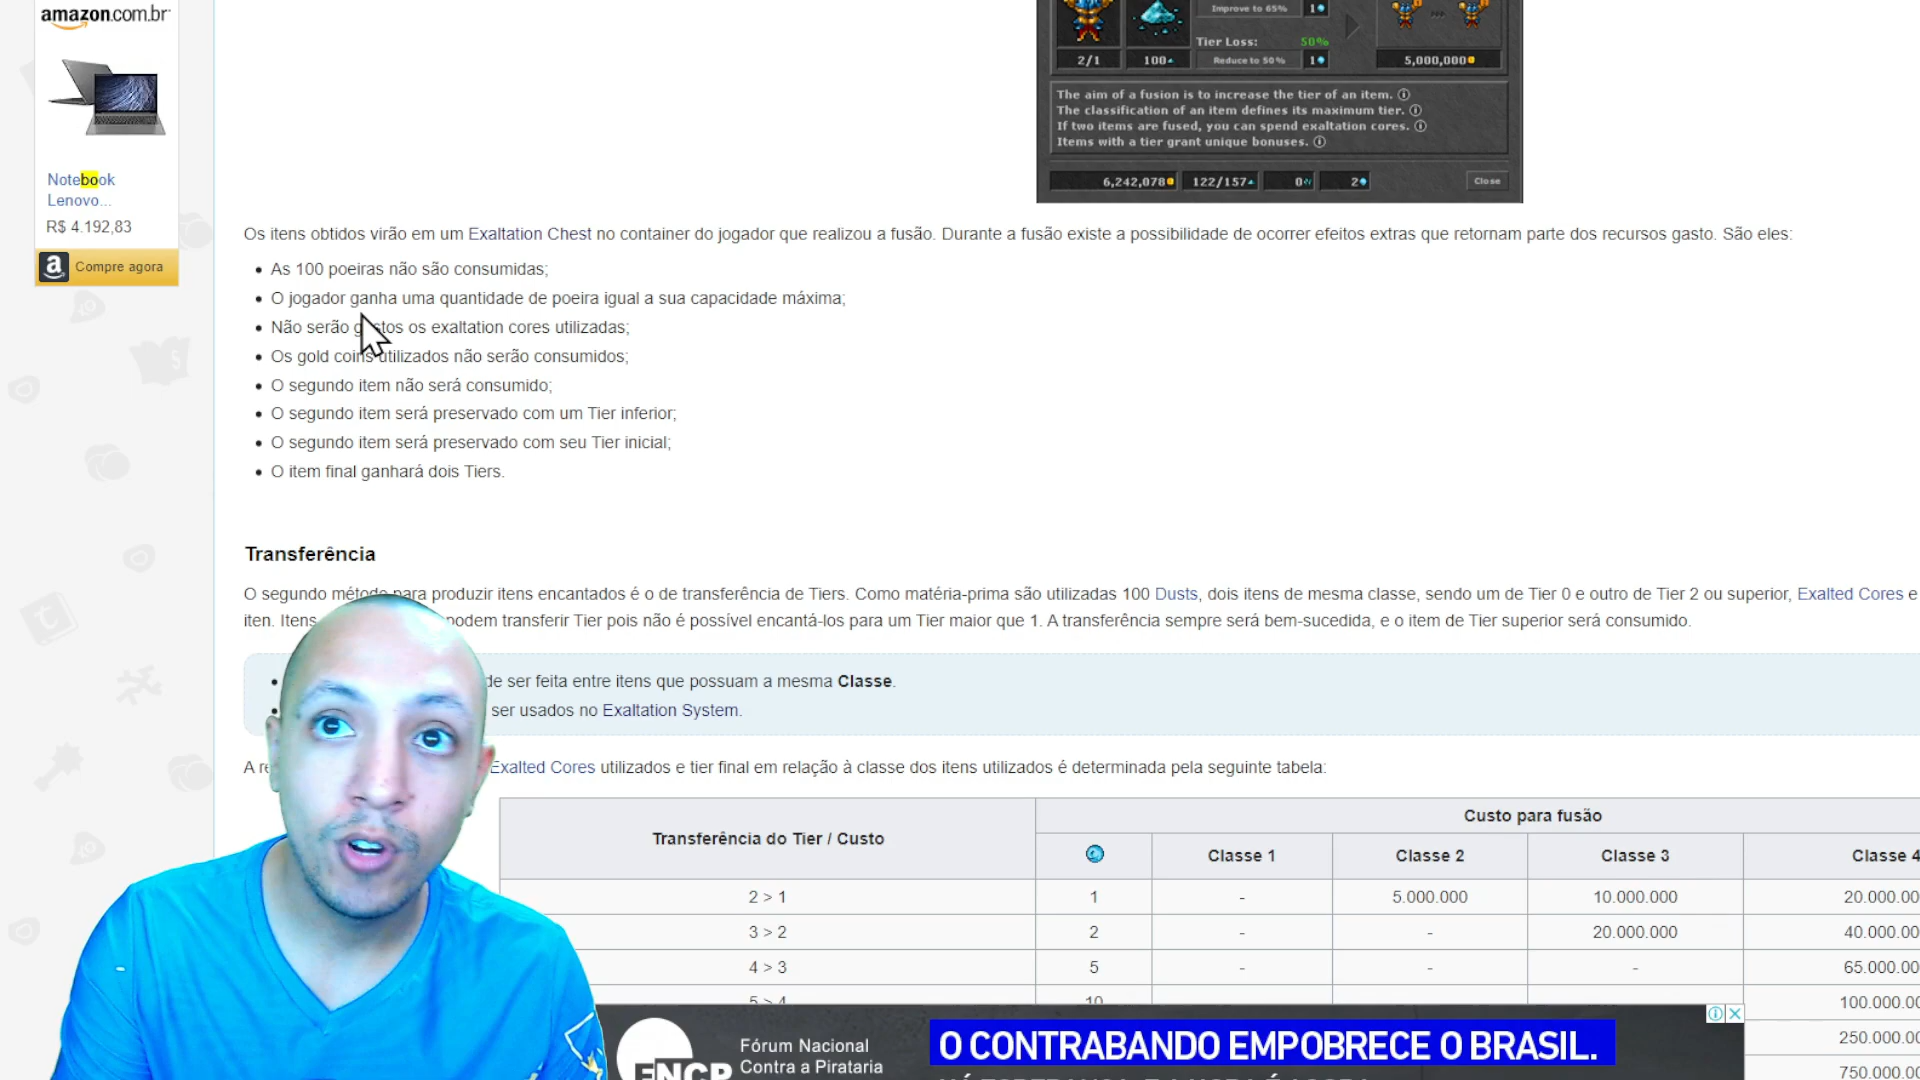 amazon.com.br
Notebook
Lenovo...
R$ 4.192,83
a Compre agora
Improve to 65% 1
Tier Loss: 50%
2/1 100 Reduce to 50% 1 5,000,000
The aim of a fusion is to increase the tier of an item.
The classification of an item defines its maximum tier.
If two items are fused, you can spend exaltation cores.
Items with a tier grant unique bonuses.
6,242,078 122/157 0 2 Close
Os itens obtidos virão em um Exaltation Chest no container do jogador que realizou a fusão. Durante a fusão existe a possibilidade de ocorrer efeitos extras que retornam parte dos recursos gasto. São eles:
• As 100 poeiras não são consumidas;
• O jogador ganha uma quantidade de poeira igual a sua capacidade máxima;
• Não serão gastos os exaltation cores utilizadas;
• Os gold coins utilizados não serão consumidos;
• O segundo item não será consumido;
• O segundo item será preservado com um Tier inferior;
• O segundo item será preservado com seu Tier inicial;
• O item final ganhará dois Tiers.
Transferência
O segundo método para produzir itens encantados é o de transferência de Tiers. Como matéria-prima são utilizadas 100 Dusts, dois itens de mesma classe, sendo um de Tier 0 e outro de Tier 2 ou superior, Exalted Cores e
iten. Itens podem transferir Tier pois não é possível encantá-los para um Tier maior que 1. A transferência sempre será bem-sucedida, e o item de Tier superior será consumido.
• de ser feita entre itens que possuam a mesma Classe.
• ser usados no Exaltation System.
A Exalted Cores utilizados e tier final em relação à classe dos itens utilizados é determinada pela seguinte tabela:
Transferência do Tier / Custo Custo para fusão
Classe 1 Classe 2 Classe 3 Classe 4
2 > 1 1 - 5.000.000 10.000.000 20.000.00
3 > 2 2 - - 20.000.000 40.000.00
4 > 3 5 - - - 65.000.00
5 > 4 10 100.000.00
250.000.00
750.000.00
FNCP Fórum Nacional
Contra a Pirataria
O CONTRABANDO EMPOBRECE O BRASIL.